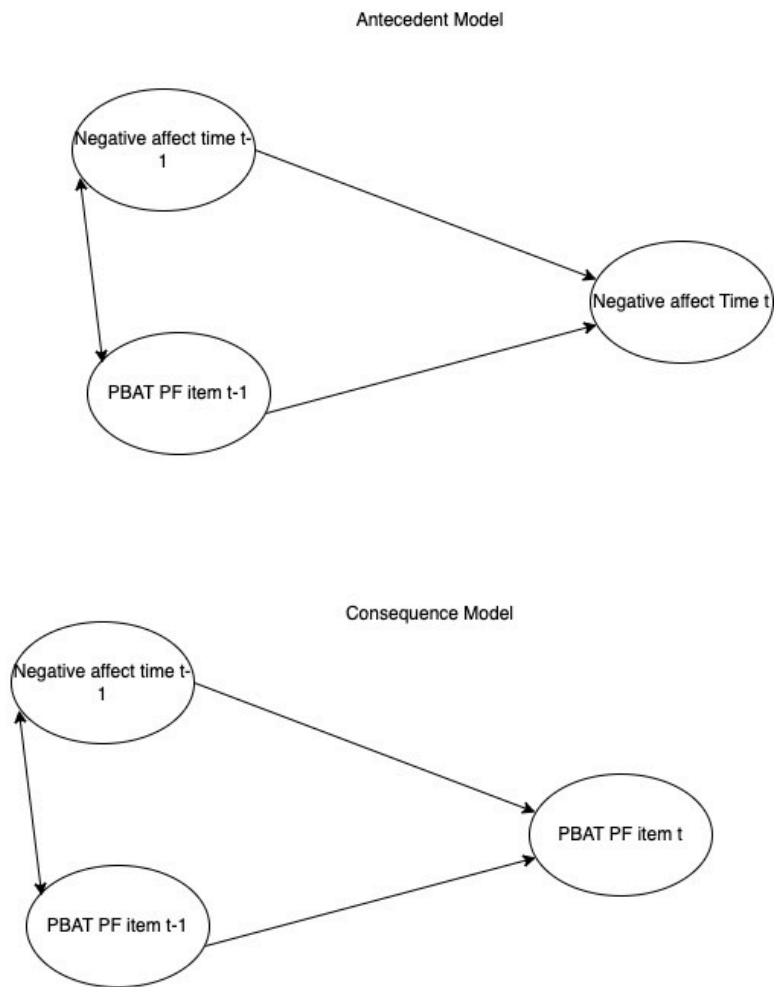 Antecedent Model
Negative affect time t-
1
Negative affect Time t
PBAT PF item t-1
Consequence Model
Negative affect time t-
1
PBAT PF item t
PBAT PF item t-1